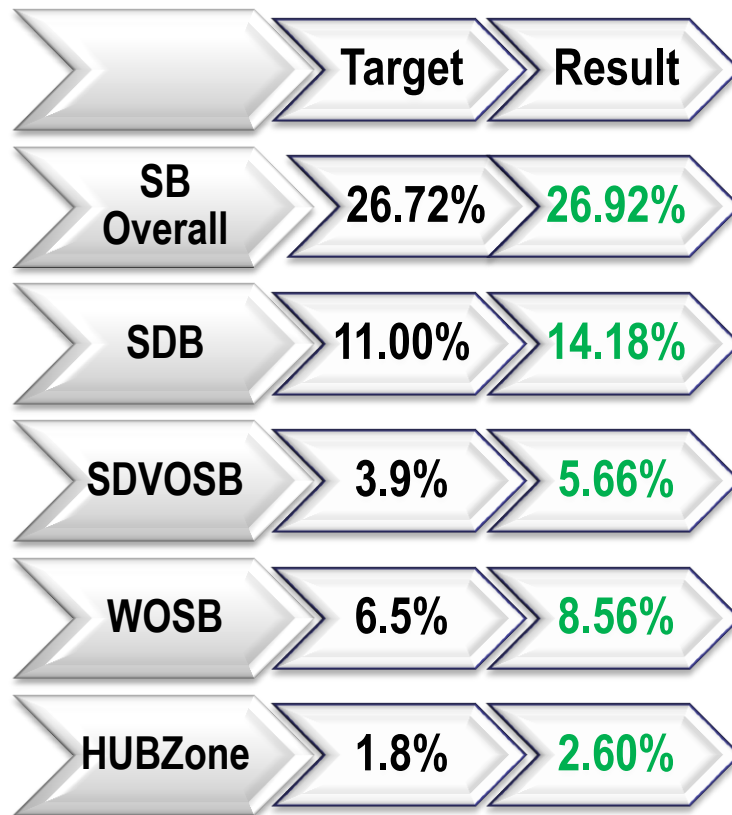 Target Result
SB
Overall
26.72% 26.92%
SDB 11.00% 14.18%
SDVOSB 3.9% 5.66%
WOSB 6.5% 8.56%
HUBZone 1.8% 2.60%